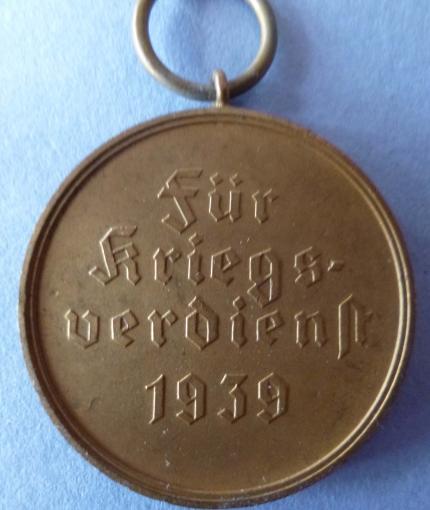 Für
Kriegs-
verdienst
1939